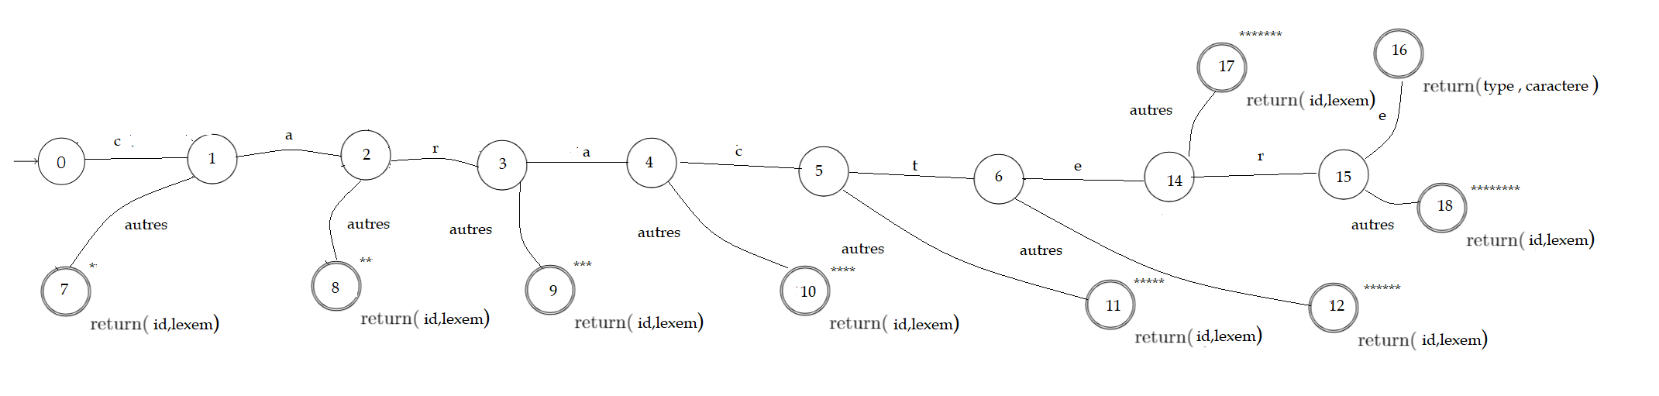 *******
17
16
return(type , caractere )
return( id,lexem)
autres
e
c
a
r
a
c
t
e
r
0
1
2
3
4
5
6
14
15
********
18
autres
return( id,lexem)
autres
autres
autres
autres
autres
autres
*
7
return( id,lexem)
**
8
return( id,lexem)
***
9
return( id,lexem)
****
10
return( id,lexem)
*****
11
return( id,lexem)
******
12
return( id,lexem)